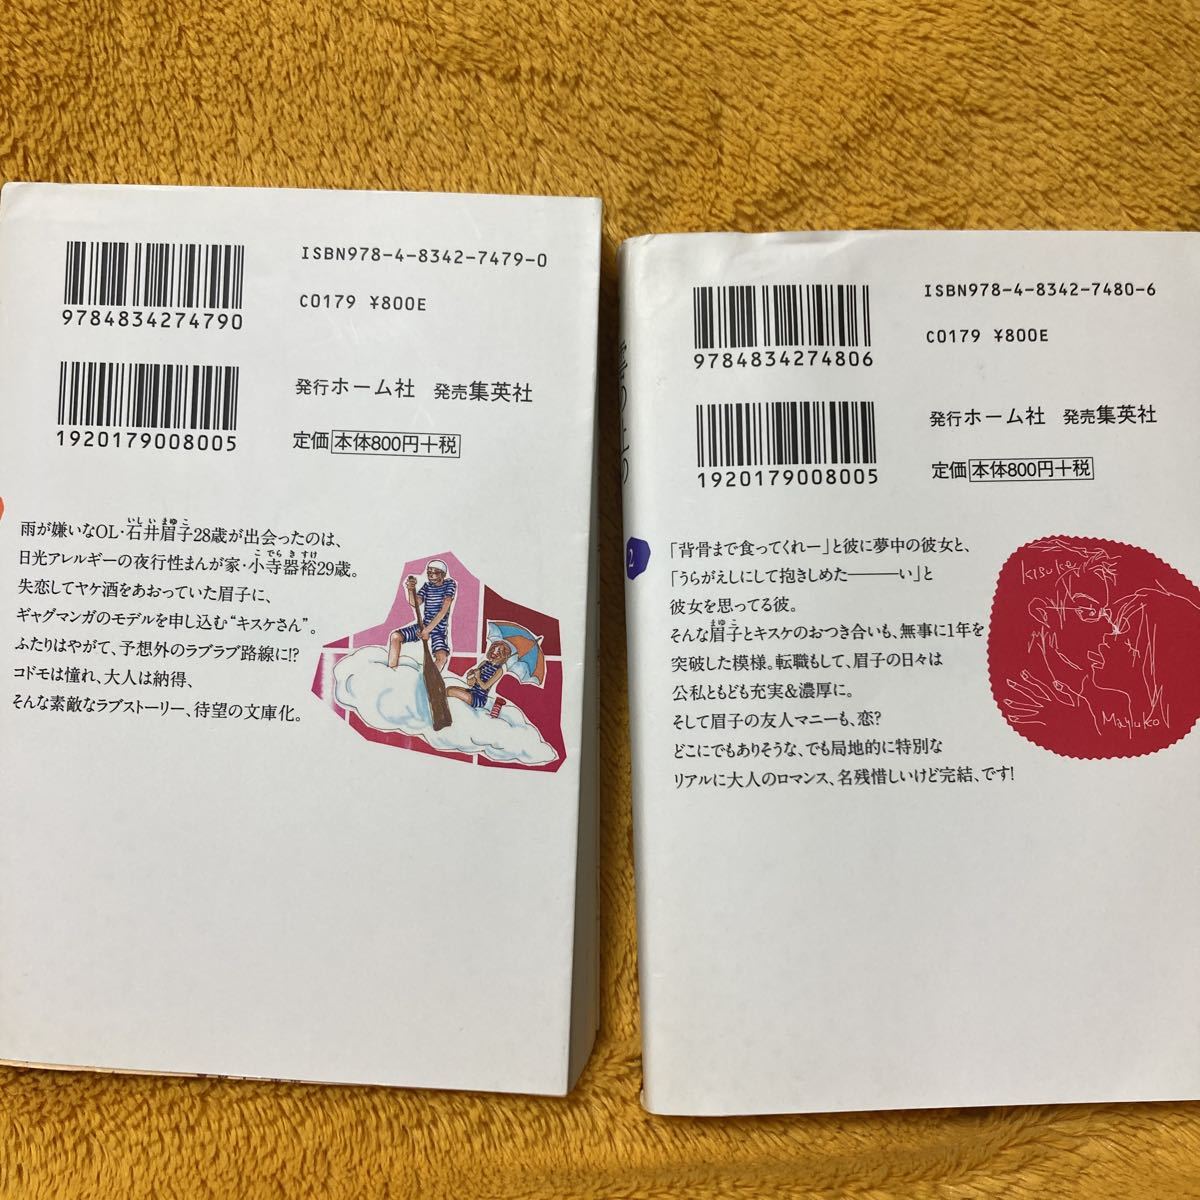 ISBN978-4-8342-7479-0
C0179 ¥800E
9784834274790
発行ホーム社 発売集英社
1920179008005
定価 本体800円+税
雨が嫌いなOL・石井眉子28歳が出会ったのは、
いしい まゆこ
日光アレルギーの夜行性まんが家・小寺器裕29歳。
こでら きすけ
失恋してヤケ酒をあおっていた眉子に、
ギャグマンガのモデルを申し込む“キスケさん”。
ふたりはやがて、予想外のラブラブ路線に!?
コドモは憧れ、大人は納得、
そんな素敵なラブストーリー、待望の文庫化。
ISBN978-4-8342-7480-6
C0179 ¥800E
9784834274806
発行ホーム社 発売集英社
1920179008005
定価 本体800円+税
2
「背骨まで食ってくれー」と彼に夢中の彼女と、
「うらがえしにして抱きしめた―――い」と
彼女を思ってる彼。
そんな眉子とキスケのおつき合いも、無事に1年を
まゆこ
突破した模様。転職もして、眉子の日々は
公私ともども充実&濃厚に。
そして眉子の友人マニーも、恋?
どこにでもありそうな、でも局地的に特別な
リアルに大人のロマンス、名残惜しいけど完結、です!
Kisuke
Mayuko